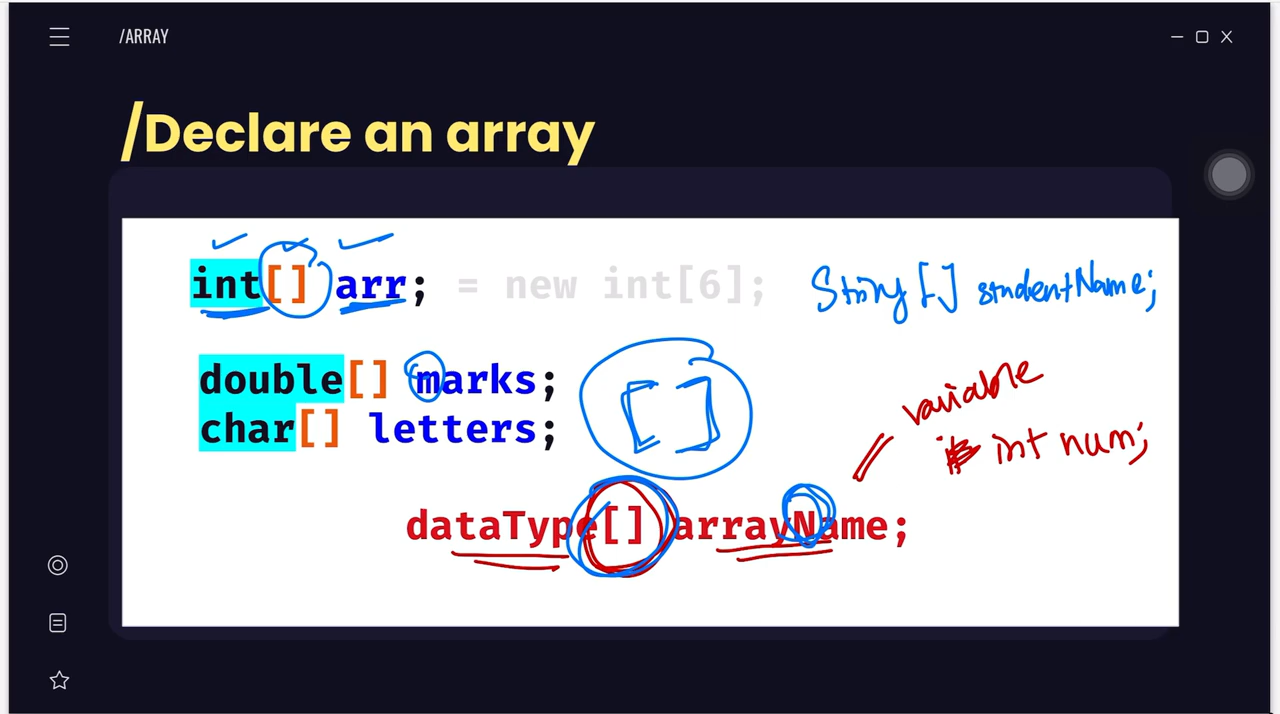 /ARRAY
/Declare an array
int[] arr; = new int[6];
String[] studentName;
double[] marks;
char[] letters;
[]
variable
int num;
dataType[] arrayName;